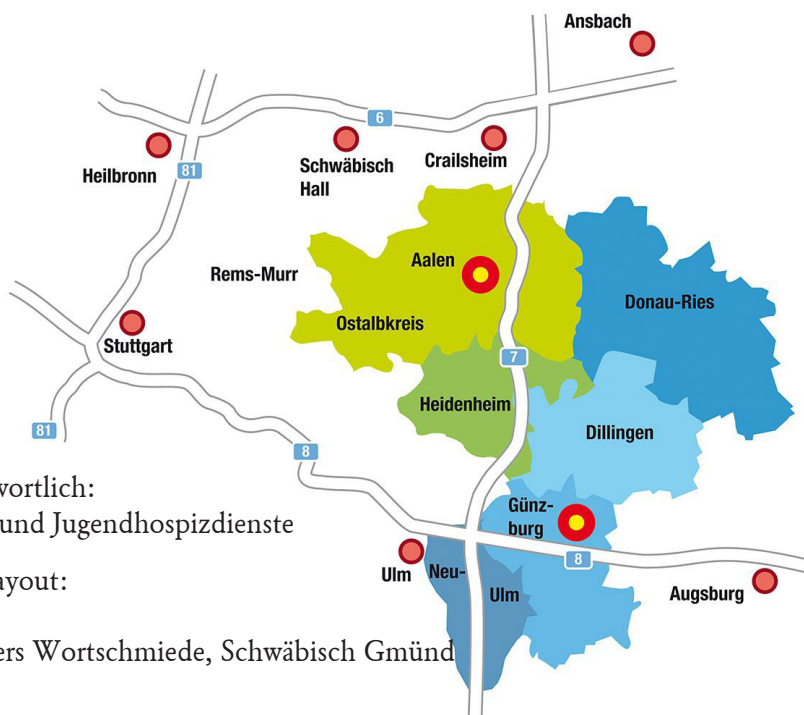 Ansbach
6
Heilbronn
81
Schwäbisch
Hall
Crailsheim
Aalen
Rems-Murr
Donau-Ries
Ostalbkreis
Stuttgart
7
Heidenheim
Dillingen
81
8
wortlich:
und Jugendhospizdienste
Günz-
burg
8
Ulm
Neu-
Ulm
Augsburg
ayout:
ers Wortschmiede, Schwäbisch Gmünd